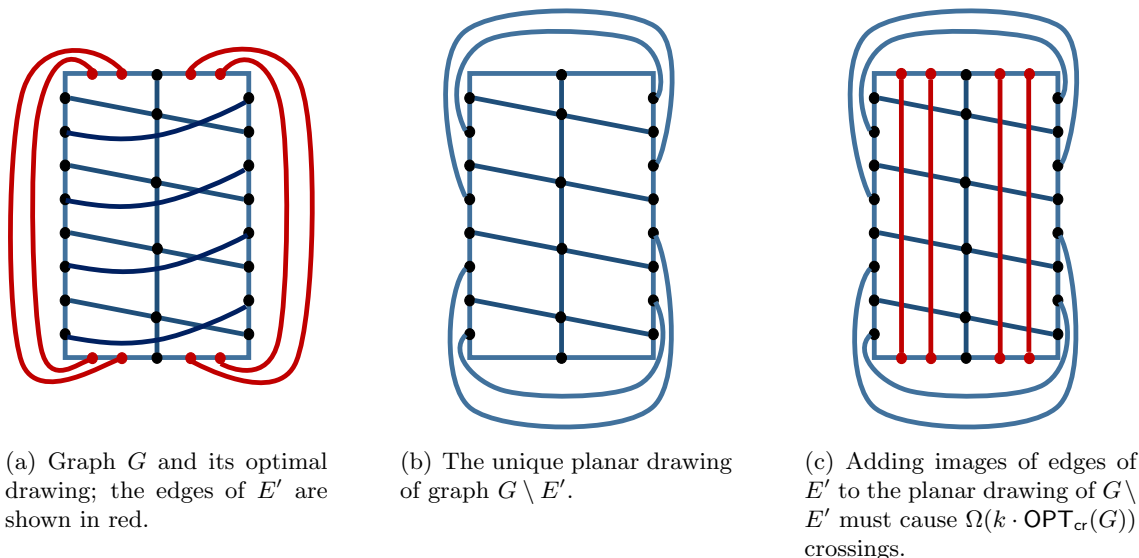 (a) Graph G and its optimal
drawing; the edges of E′ are
shown in red.
(b) The unique planar drawing
of graph G \ E′.
(c) Adding images of edges of
E′ to the planar drawing of G\
E′ must cause Ω(k · OPT_cr(G))
crossings.